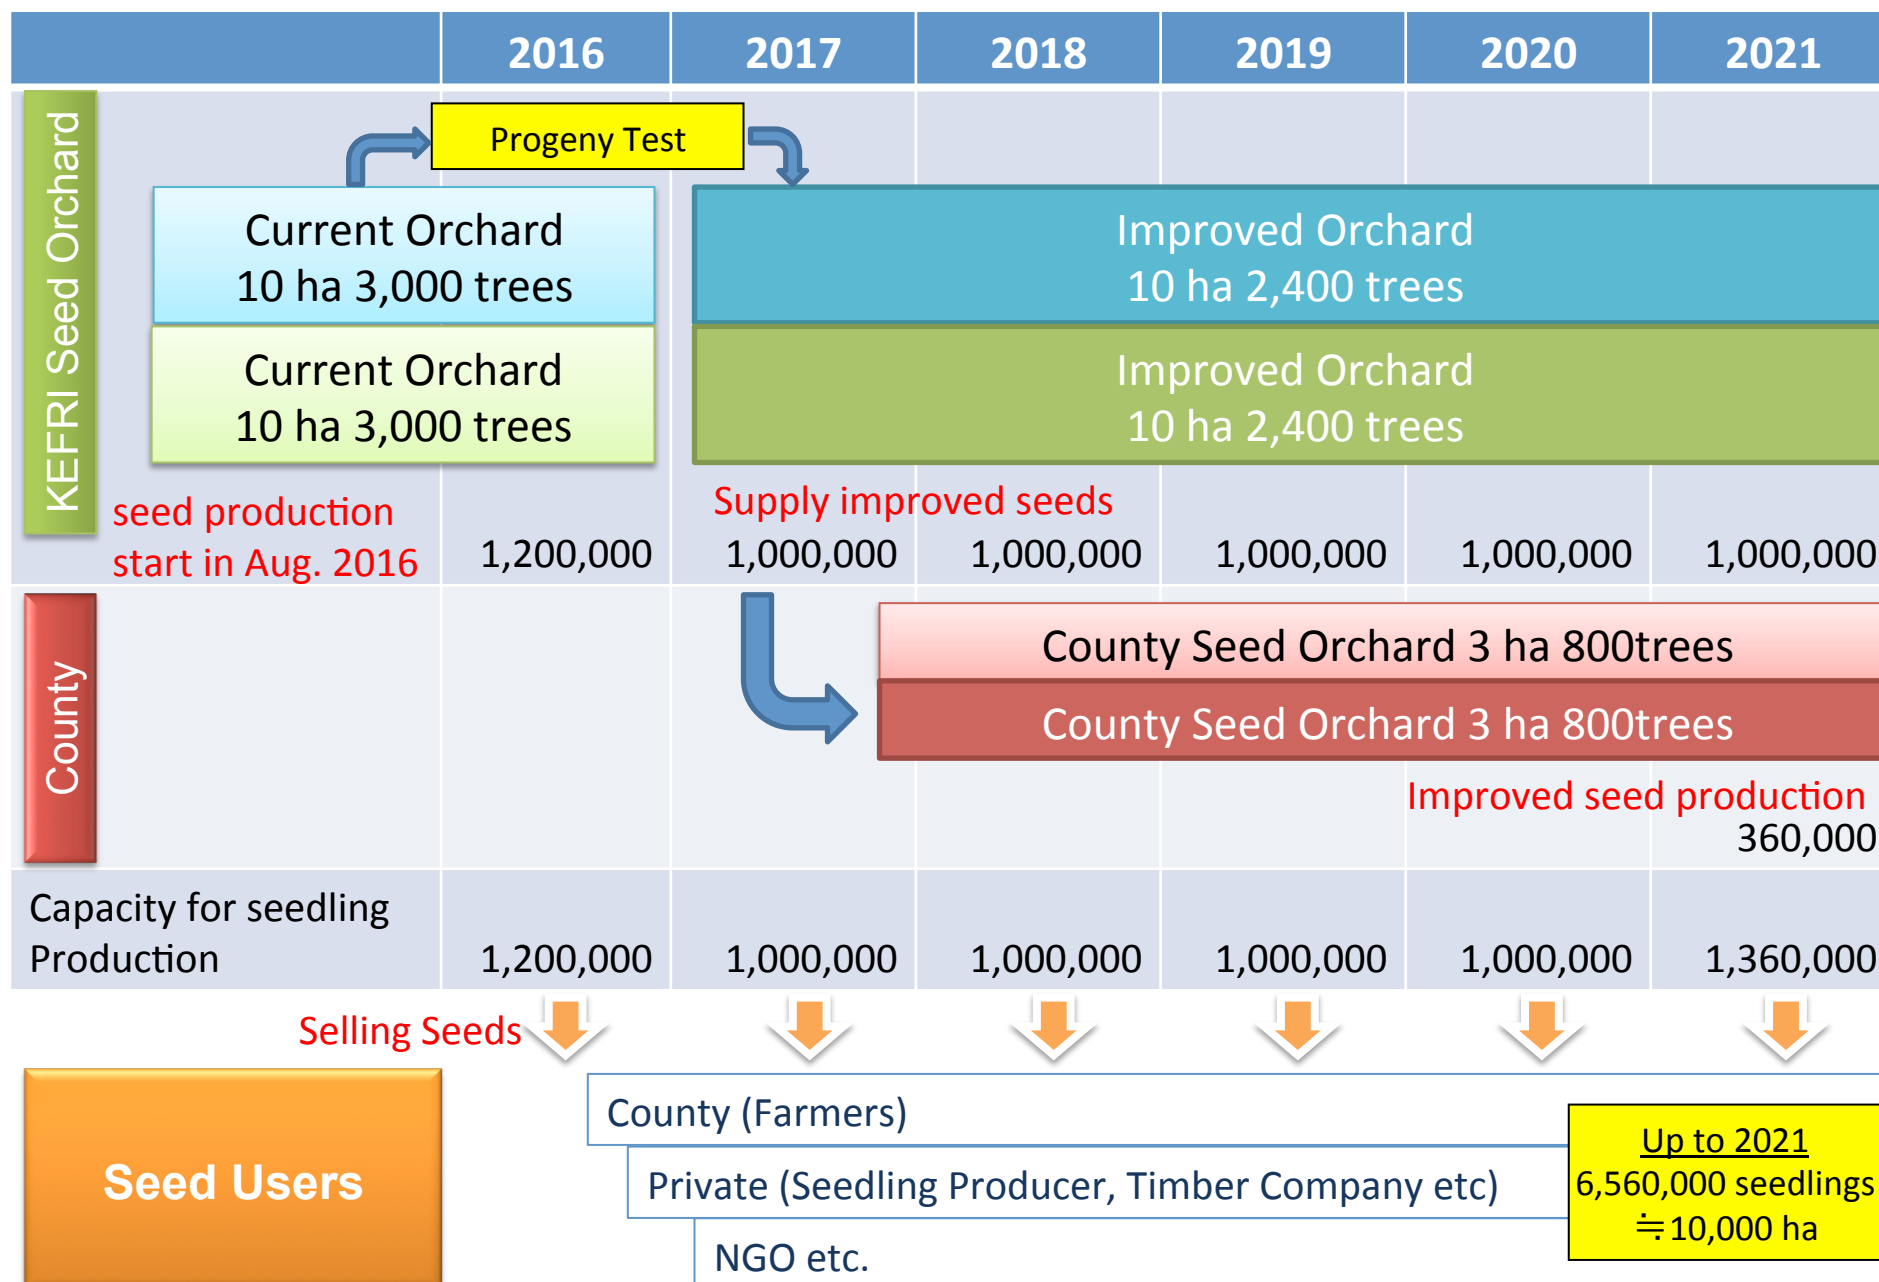 2016 2017 2018 2019 2020 2021
KEFRI Seed Orchard
Progeny Test
Current Orchard
10 ha 3,000 trees
Improved Orchard
10 ha 2,400 trees
Current Orchard
10 ha 3,000 trees
Improved Orchard
10 ha 2,400 trees
seed production
start in Aug. 2016
Supply improved seeds
1,200,000 1,000,000 1,000,000 1,000,000 1,000,000 1,000,000
County
County Seed Orchard 3 ha 800trees
County Seed Orchard 3 ha 800trees
Improved seed production
360,000
Capacity for seedling
Production
1,200,000 1,000,000 1,000,000 1,000,000 1,000,000 1,360,000
Selling Seeds
Seed Users
County (Farmers)
Private (Seedling Producer, Timber Company etc)
NGO etc.
Up to 2021
6,560,000 seedlings
≒10,000 ha